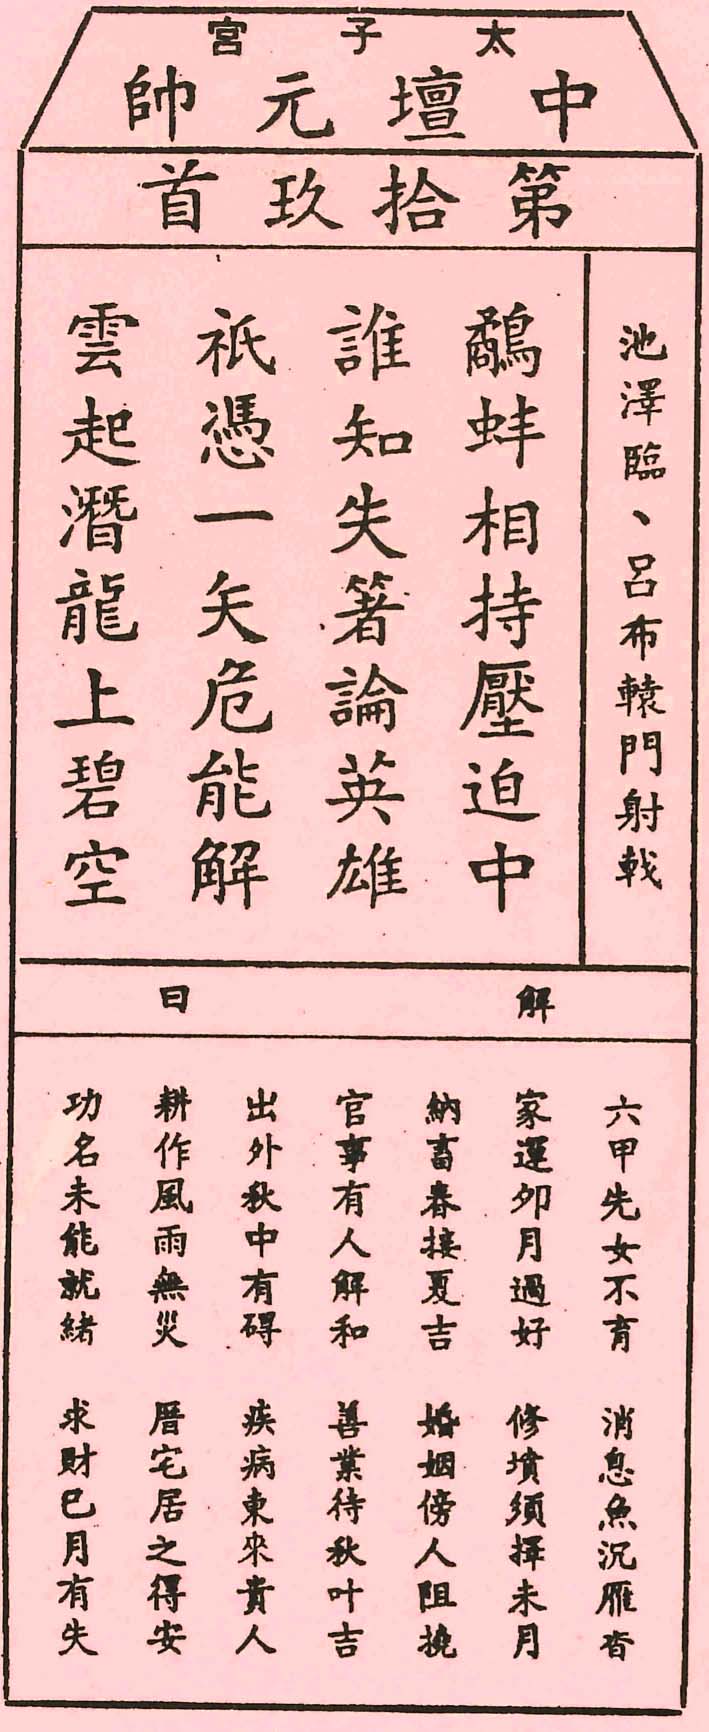 太子宮
中壇元帥
第拾玖首
池澤臨、呂布轅門射戟
鷸蚌相持壓迫中
誰知失箸論英雄
祇憑一矢危能解
雲起潛龍上碧空
解曰
六甲先女不育 消息魚沉雁杳
家運卯月過好 修墳須擇未月
納畜春接夏吉 婚姻傍人阻撓
官事有人解和 善業待秋叶吉
出外秋中有碍 疾病東來貴人
耕作風雨無災 厝宅居之得安
功名未能就緒 求財巳月有失